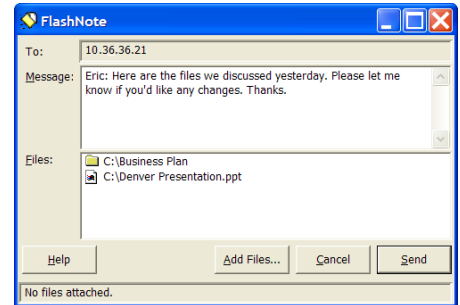 FlashNote
To: 10.36.36.21
Message: Eric: Here are the files we discussed yesterday. Please let me
know if you'd like any changes. Thanks.
Files: C:\Business Plan
C:\Denver Presentation.ppt
Help Add Files... Cancel Send
No files attached.